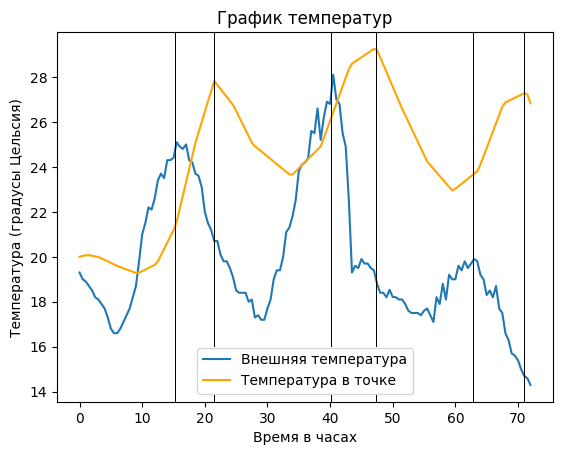 График температур
Температура (градусы Цельсия)
28
26
24
22
20
18
16
14
Внешняя температура
Температура в точке
0 10 20 30 40 50 60 70
Время в часах